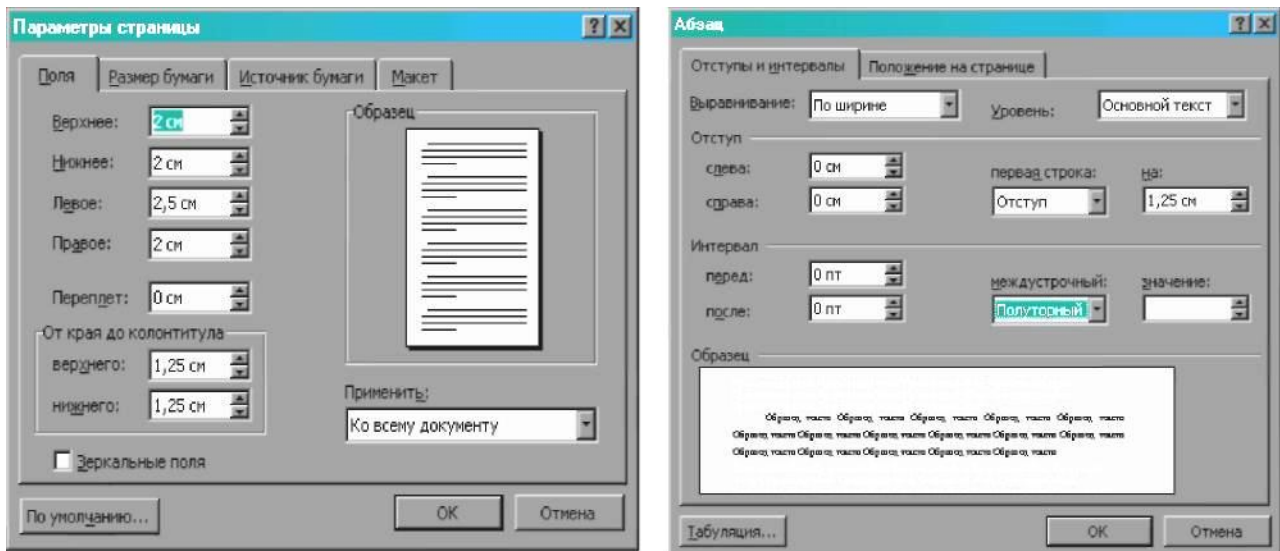 Параметры страницы
Поля Размер бумаги Источник бумаги Макет
Верхнее: 2 см
Нижнее: 2 см
Левое: 2,5 см
Правое: 2 см
Переплет: 0 см
От края до колонтитула
верхнего: 1,25 см
нижнего: 1,25 см
Зеркальные поля
Образец
Применить:
Ко всему документу
По умолчанию... ОК Отмена
Абзац
Отступы и интервалы Положение на странице
Выравнивание: По ширине Уровень: Основной текст
Отступ
слева: 0 см первая строка: на:
справа: 0 см Отступ 1,25 см
Интервал
перед: 0 пт междустрочный: значение:
после: 0 пт Полуторный
Образец
Табуляция... ОК Отмена